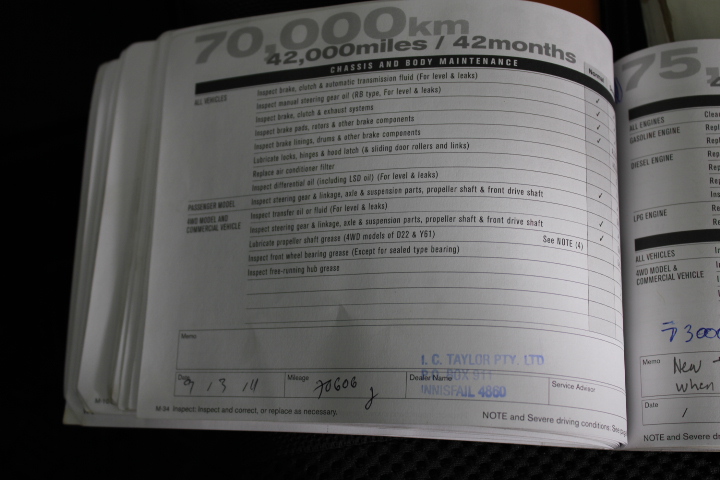 70,000km
42,000miles / 42months
CHASSIS AND BODY MAINTENANCE
Normal
ALL VEHICLES
Inspect brake, clutch & automatic transmission fluid (For level & leaks)
Inspect manual steering gear oil (RB type, For level & leaks) ✓
Inspect brake, clutch & exhaust systems ✓
Inspect brake pads, rotors & other brake components ✓
Inspect brake linings, drums & other brake components ✓
Lubricate locks, hinges & hood latch (& sliding door rollers and links)
Replace air conditioner filter
Inspect differential oil (including LSD oil) (For level & leaks)
PASSENGER MODEL
Inspect steering gear & linkage, axle & suspension parts, propeller shaft & front drive shaft ✓
4WD MODEL AND
COMMERCIAL VEHICLE
Inspect transfer oil or fluid (For level & leaks)
Inspect steering gear & linkage, axle & suspension parts, propeller shaft & front drive shaft ✓
Lubricate propeller shaft grease (4WD models of D22 & Y61) See NOTE (4) ✓
Inspect front wheel bearing grease (Except for sealed type bearing)
Inspect free-running hub grease
Memo
I. C. TAYLOR PTY. LTD
P.O. BOX 911
INNISFAIL 4860
Date
9 / 3 / 11
Mileage
70606
Dealer Name
Service Advisor
M-94 Inspect: Inspect and correct, or replace as necessary.
NOTE and Severe driving conditions
75,
ALL ENGINES
GASOLINE ENGINE
DIESEL ENGINE
LPG ENGINE
ALL VEHICLES
4WD MODEL &
COMMERCIAL VEHICLE
Memo
New
when
Date
/
NOTE and Severe